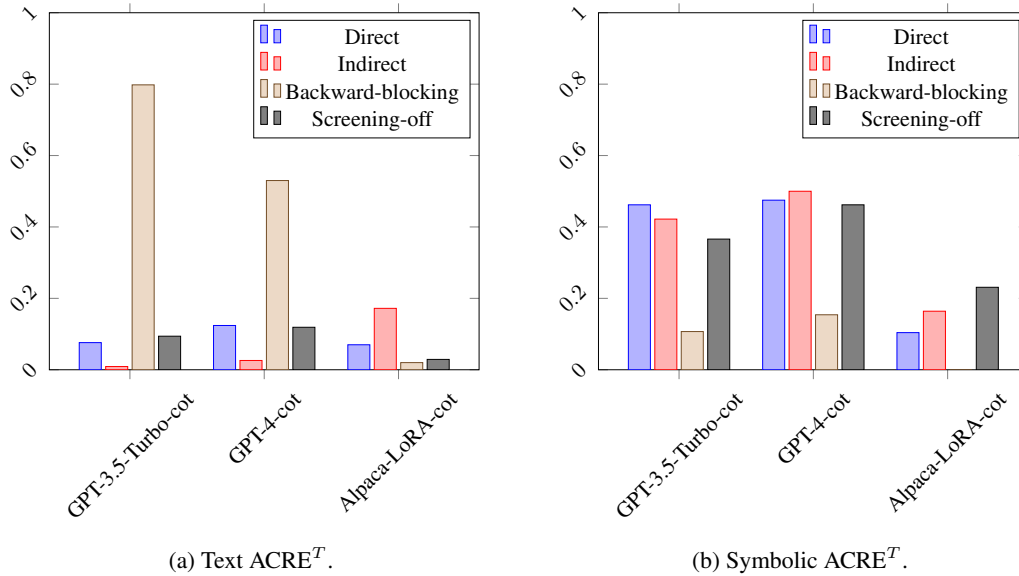 1
0.8
0.6
0.4
0.2
0
Direct
Indirect
Backward-blocking
Screening-off
GPT-3.5-Turbo-cot
GPT-4-cot
Alpaca-LoRA-cot
(a) Text ACRE^T.
1
0.8
0.6
0.4
0.2
0
Direct
Indirect
Backward-blocking
Screening-off
GPT-3.5-Turbo-cot
GPT-4-cot
Alpaca-LoRA-cot
(b) Symbolic ACRE^T.